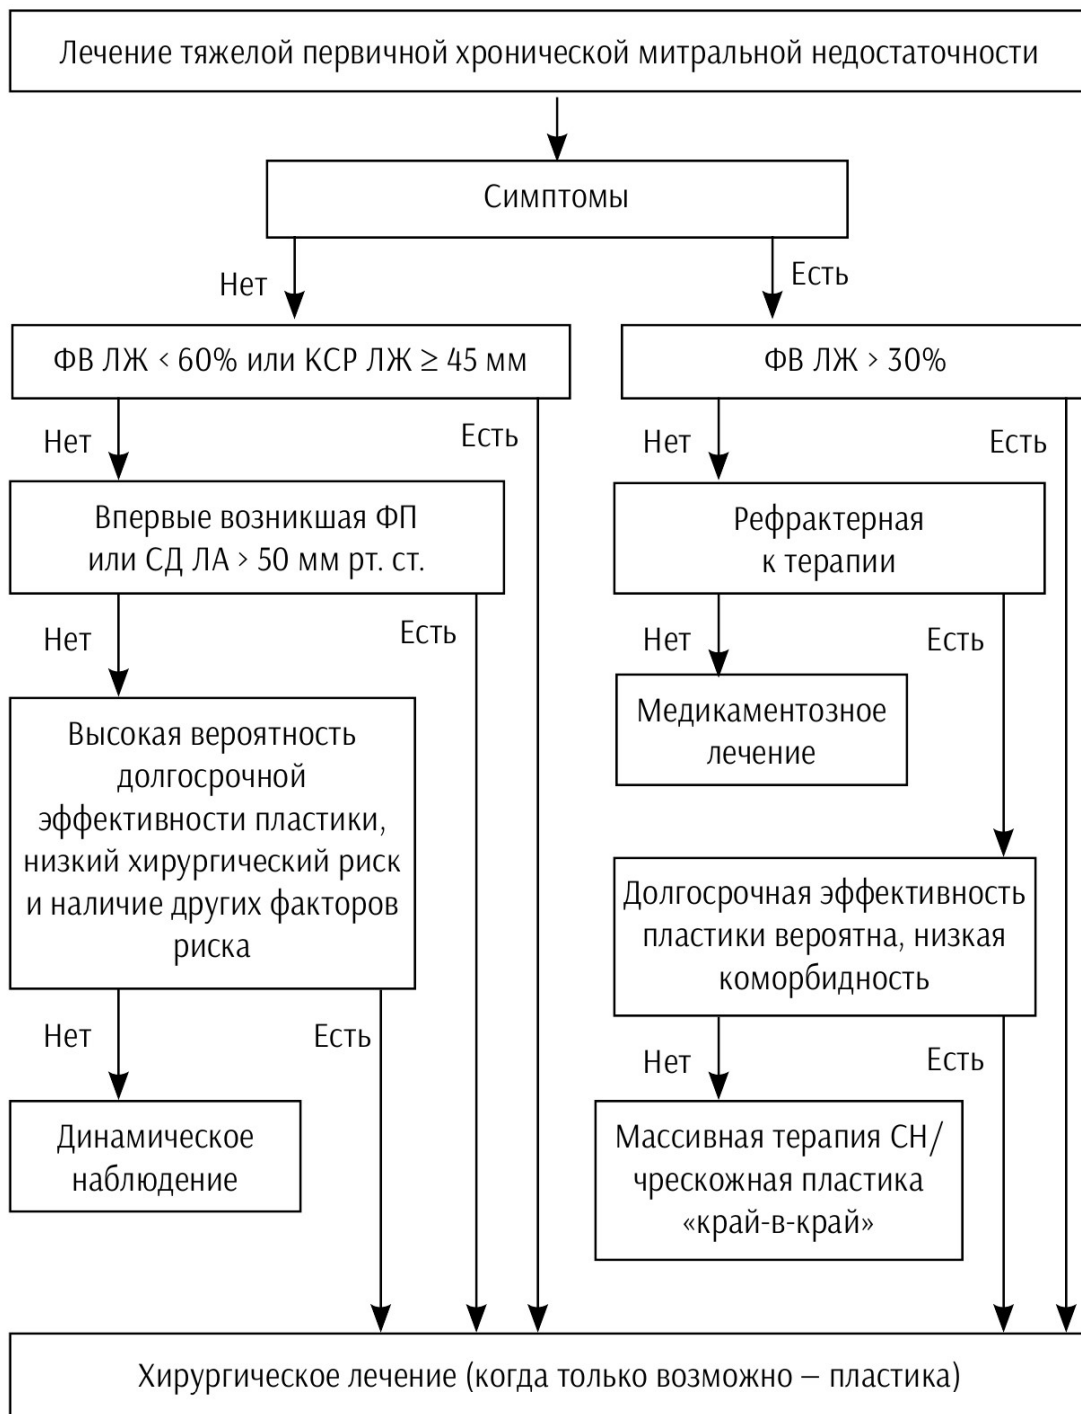 Лечение тяжелой первичной хронической митральной недостаточности
Симптомы
Нет
Есть
ФВ ЛЖ < 60% или КСР ЛЖ ≥ 45 мм
ФВ ЛЖ > 30%
Нет
Есть
Нет
Есть
Впервые возникшая ФП
или СД ЛА > 50 мм рт. ст.
Рефрактерная
к терапии
Нет
Есть
Нет
Есть
Высокая вероятность
долгосрочной
эффективности пластики,
низкий хирургический риск
и наличие других факторов
риска
Медикаментозное
лечение
Долгосрочная эффективность
пластики вероятна, низкая
коморбидность
Нет
Есть
Нет
Есть
Динамическое
наблюдение
Массивная терапия СН/
чрескожная пластика
«край-в-край»
Хирургическое лечение (когда только возможно — пластика)